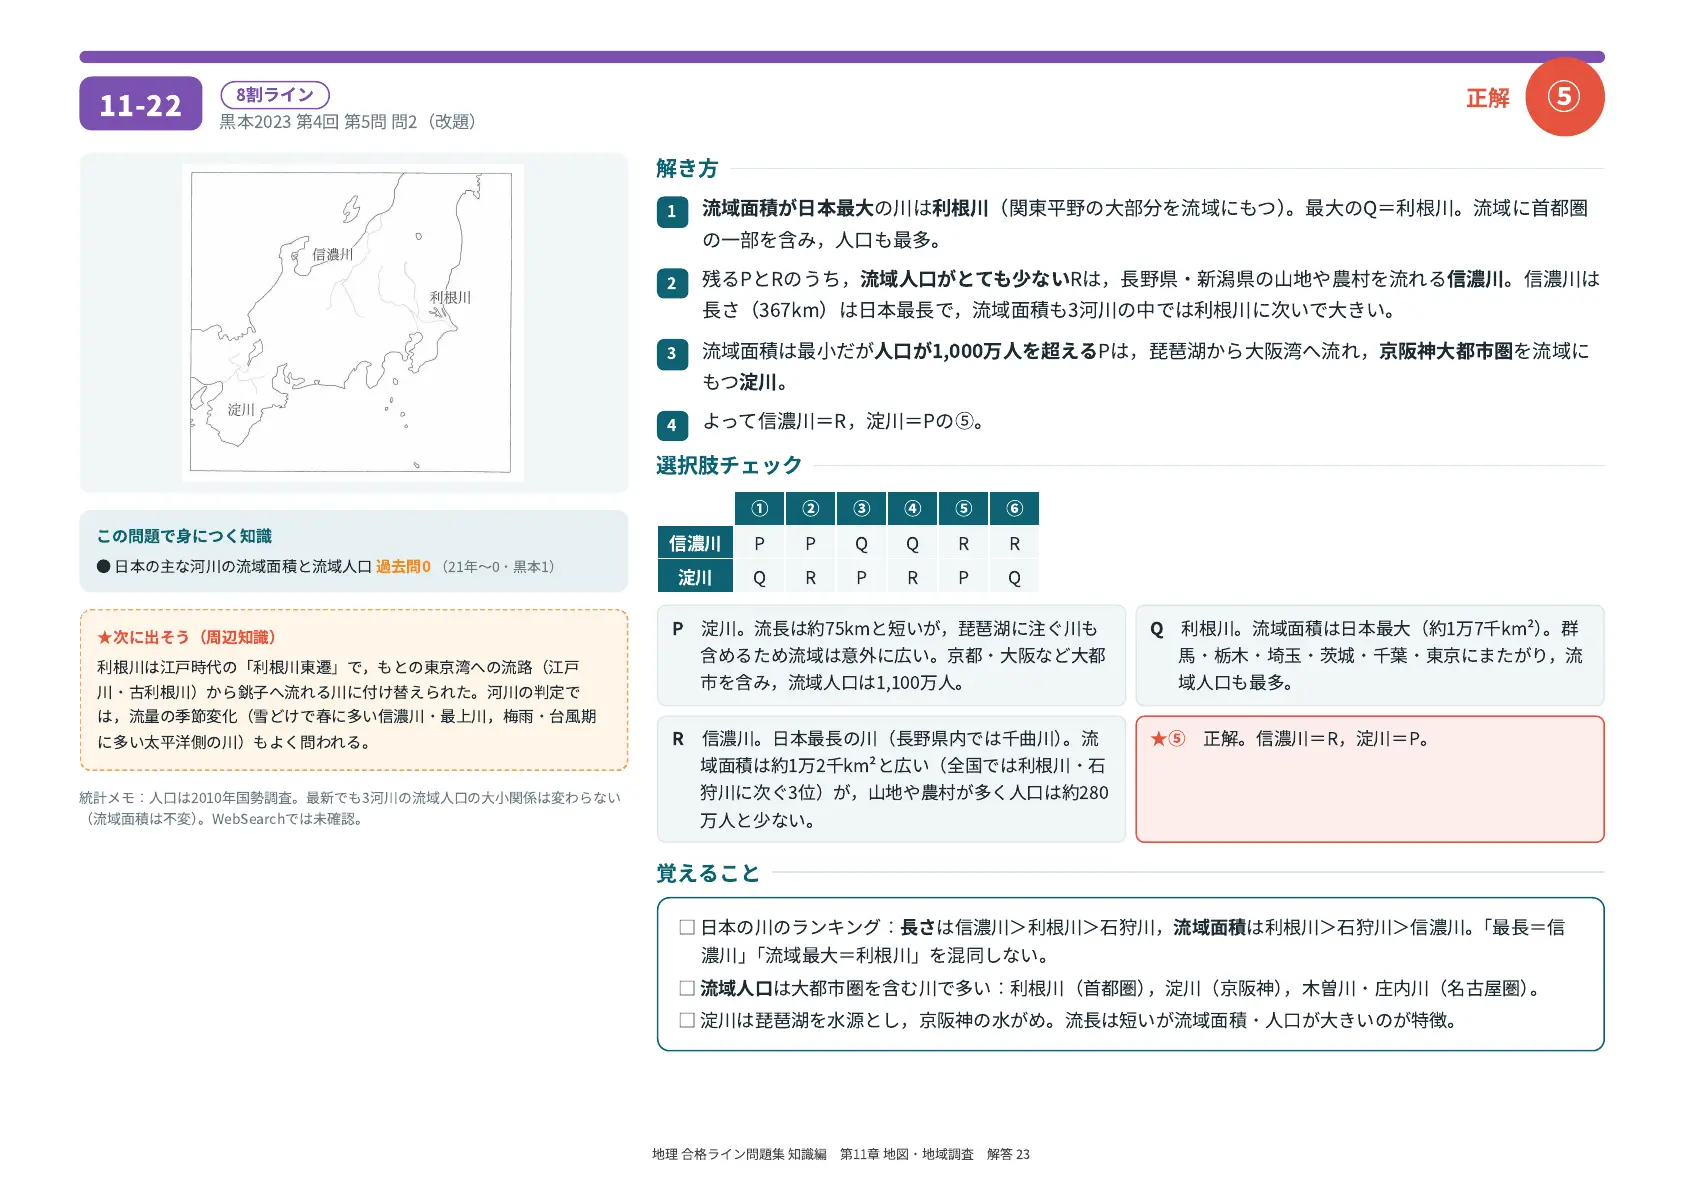 11-22
8割ライン
黒本2023 第4回 第5問 問2（改題）
正解 ⑤
信濃川
利根川
淀川
この問題で身につく知識
● 日本の主な河川の流域面積と流域人口 過去問0 （21年〜0・黒本1）
★次に出そう（周辺知識）
利根川は江戸時代の「利根川東遷」で，もとの東京湾への流路（江戸
川・古利根川）から銚子へ流れる川に付け替えられた。河川の判定で
は，流量の季節変化（雪どけで春に多い信濃川・最上川，梅雨・台風期
に多い太平洋側の川）もよく問われる。
統計メモ：人口は2010年国勢調査。最新でも3河川の流域人口の大小関係は変わらない
（流域面積は不変）。WebSearchでは未確認。
解き方
1 流域面積が日本最大の川は利根川（関東平野の大部分を流域にもつ）。最大のQ＝利根川。流域に首都圏
の一部を含み，人口も最多。
2 残るPとRのうち，流域人口がとても少ないRは，長野県・新潟県の山地や農村を流れる信濃川。信濃川は
長さ（367km）は日本最長で，流域面積も3河川の中では利根川に次いで大きい。
3 流域面積は最小だが人口が1,000万人を超えるPは，琵琶湖から大阪湾へ流れ，京阪神大都市圏を流域に
もつ淀川。
4 よって信濃川＝R，淀川＝Pの⑤。
選択肢チェック
① ② ③ ④ ⑤ ⑥
信濃川 P P Q Q R R
淀川 Q R P R P Q
P 淀川。流長は約75kmと短いが，琵琶湖に注ぐ川も
含めるため流域は意外に広い。京都・大阪など大都
市を含み，流域人口は1,100万人。
Q 利根川。流域面積は日本最大（約1万7千km²）。群
馬・栃木・埼玉・茨城・千葉・東京にまたがり，流
域人口も最多。
R 信濃川。日本最長の川（長野県内では千曲川）。流
域面積は約1万2千km²と広い（全国では利根川・石
狩川に次ぐ3位）が，山地や農村が多く人口は約280
万人と少ない。
★⑤ 正解。信濃川＝R，淀川＝P。
覚えること
□ 日本の川のランキング：長さは信濃川＞利根川＞石狩川，流域面積は利根川＞石狩川＞信濃川。「最長＝信
濃川」「流域最大＝利根川」を混同しない。
□ 流域人口は大都市圏を含む川で多い：利根川（首都圏），淀川（京阪神），木曽川・庄内川（名古屋圏）。
□ 淀川は琵琶湖を水源とし，京阪神の水がめ。流長は短いが流域面積・人口が大きいのが特徴。
地理 合格ライン問題集 知識編 第11章 地図・地域調査 解答 23